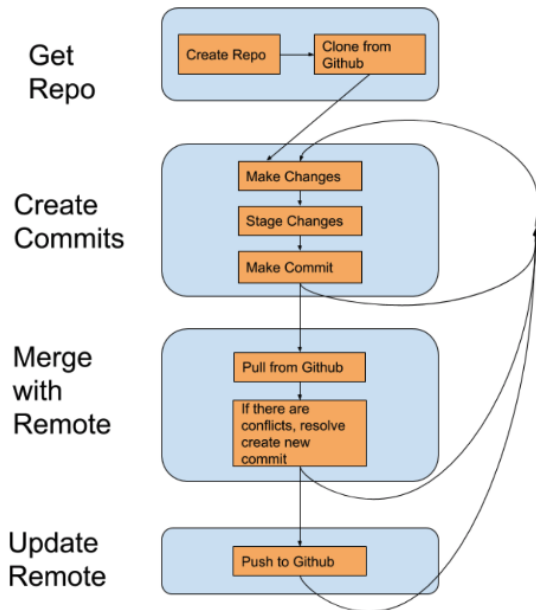 Get
Repo
Create Repo
Clone from
Github
Create
Commits
Make Changes
Stage Changes
Make Commit
Merge
with
Remote
Pull from Github
If there are
conflicts, resolve
create new
commit
Update
Remote
Push to Github